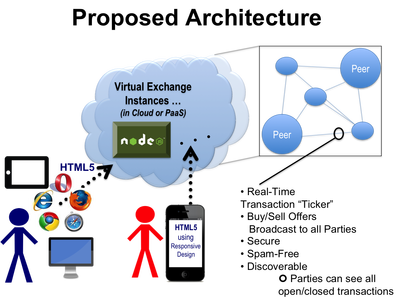 Proposed Architecture
Virtual Exchange
Instances ...
(in Cloud or PaaS)
node
HTML5
HTML5
using
Responsive
Design
Peer
Peer
• Real-Time
Transaction “Ticker”
• Buy/Sell Offers
Broadcast to all Parties
• Secure
• Spam-Free
• Discoverable
O Parties can see all
open/closed transactions